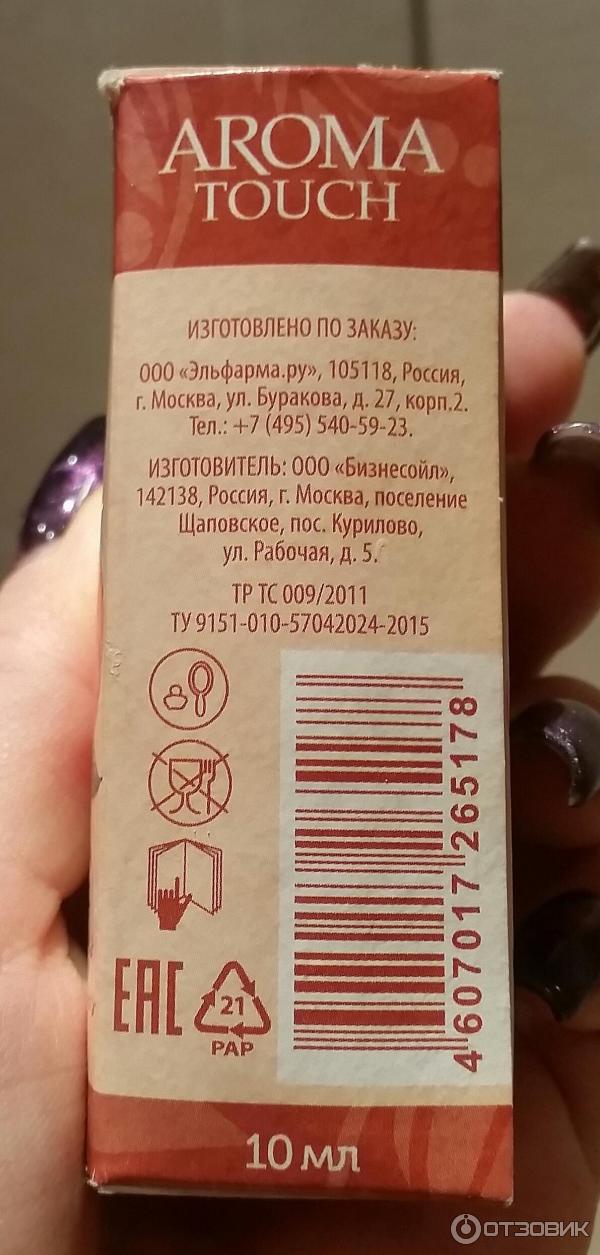 AROMA
TOUCH
ИЗГОТОВЛЕНО ПО ЗАКАЗУ:
ООО «Эльфарма.ру», 105118, Россия,
г. Москва, ул. Буракова, д. 27, корп.2.
Тел.: +7 (495) 540-59-23.
ИЗГОТОВИТЕЛЬ: ООО «Бизнесойл»,
142138, Россия, г. Москва, поселение
Щаповское, пос. Курилово,
ул. Рабочая, д. 5.
ТР ТС 009/2011
ТУ 9151-010-57042024-2015
4607017265178
ЕАС
21
PAP
10 мл
ОТЗОВИК